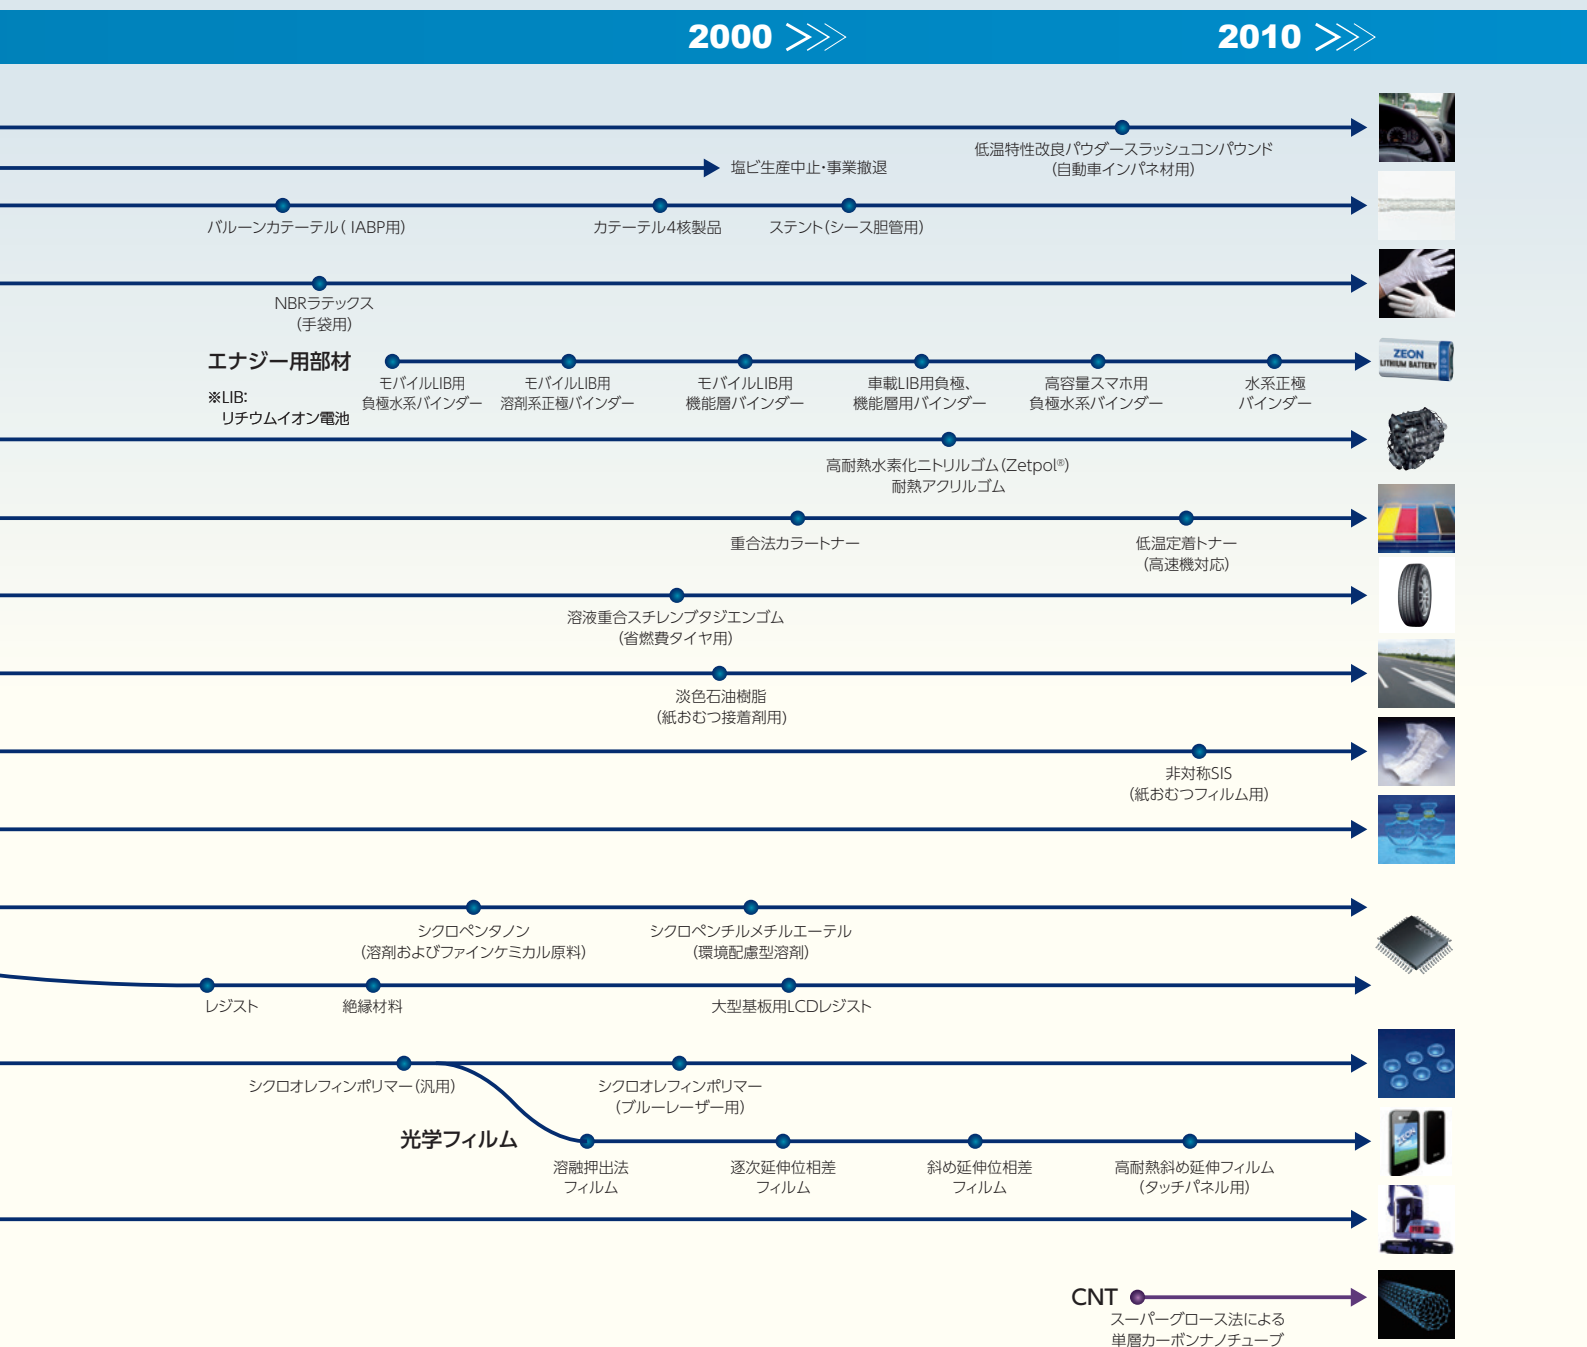 2000
2010
低温特性改良パウダースラッシュコンパウンド
(自動車インパネ材用)
塩ビ生産中止・事業撤退
バルーンカテーテル( IABP用)
カテーテル4核製品
ステント(シース胆管用)
NBRラテックス
(手袋用)
エナジー用部材
※LIB:
リチウムイオン電池
モバイルLIB用
負極水系バインダー
モバイルLIB用
溶剤系正極バインダー
モバイルLIB用
機能層バインダー
車載LIB用負極、
機能層用バインダー
高容量スマホ用
負極水系バインダー
水系正極
バインダー
ZEON
LITHIUM BATTERY
高耐熱水素化ニトリルゴム(Zetpol®)
耐熱アクリルゴム
重合法カラートナー
低温定着トナー
(高速機対応)
溶液重合スチレンブタジエンゴム
(省燃費タイヤ用)
淡色石油樹脂
(紙おむつ接着剤用)
非対称SIS
(紙おむつフィルム用)
シクロペンタノン
(溶剤およびファインケミカル原料)
シクロペンチルメチルエーテル
(環境配慮型溶剤)
ZEON
レジスト
絶縁材料
大型基板用LCDレジスト
シクロオレフィンポリマー(汎用)
シクロオレフィンポリマー
(ブルーレーザー用)
光学フィルム
溶融押出法
フィルム
逐次延伸位相差
フィルム
斜め延伸位相差
フィルム
高耐熱斜め延伸フィルム
(タッチパネル用)
ZEON
CNT
スーパーグロース法による
単層カーボンナノチューブ